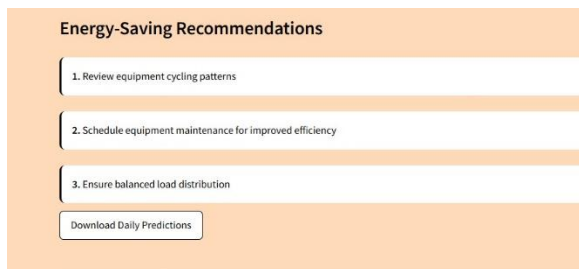 Energy-Saving Recommendations
1. Review equipment cycling patterns
2. Schedule equipment maintenance for improved efficiency
3. Ensure balanced load distribution
Download Daily Predictions